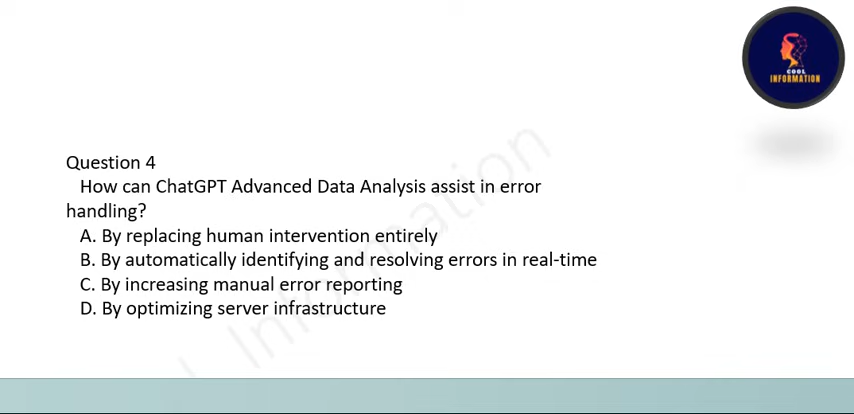 COOL
INFORMATION
Question 4
How can ChatGPT Advanced Data Analysis assist in error
handling?
A. By replacing human intervention entirely
B. By automatically identifying and resolving errors in real-time
C. By increasing manual error reporting
D. By optimizing server infrastructure
Information